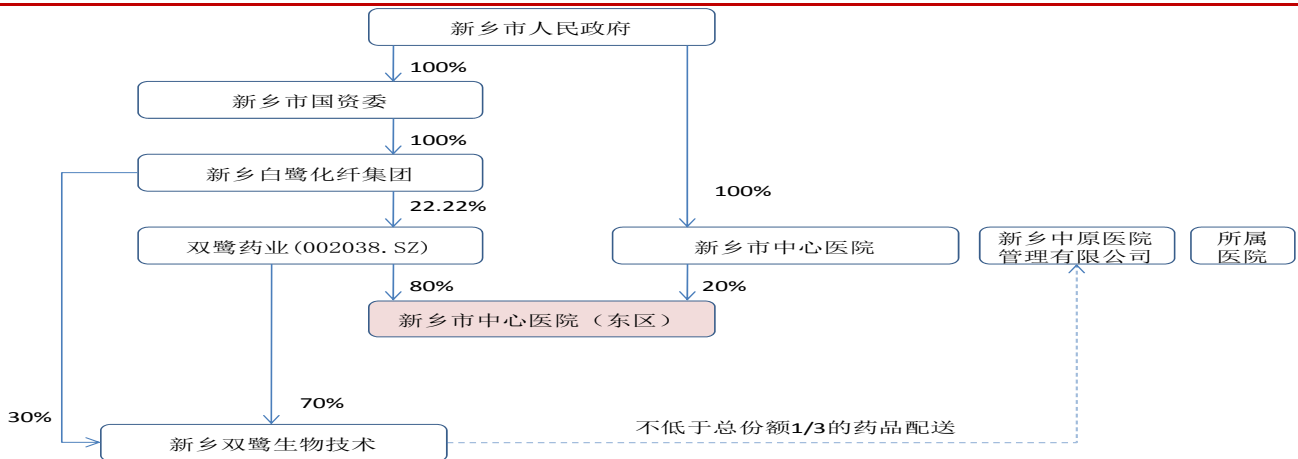 新乡市人民政府
100%
新乡市国资委
100%
新乡白鹭化纤集团
22.22%
100%
双鹭药业(002038.SZ)
新乡市中心医院
新乡中原医院
管理有限公司
所属
医院
80%
20%
新乡市中心医院（东区）
30%
70%
不低于总份额1/3的药品配送
新乡双鹭生物技术